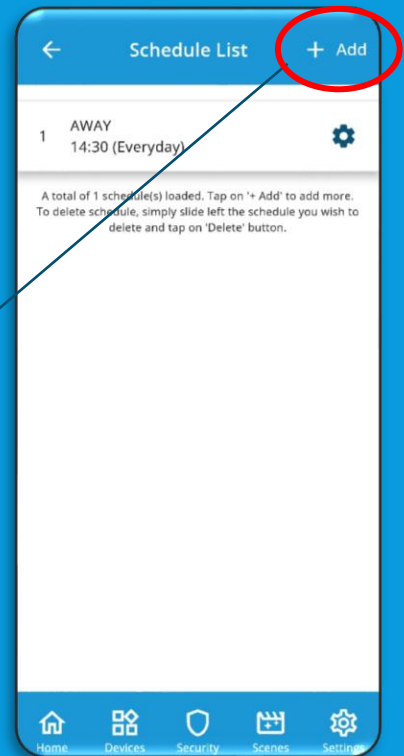 Schedule List
+ Add
1
AWAY
14:30 (Everyday)
A total of 1 schedule(s) loaded. Tap on '+ Add' to add more.
To delete schedule, simply slide left the schedule you wish to
delete and tap on 'Delete' button.
Home Devices Security Scenes Settings